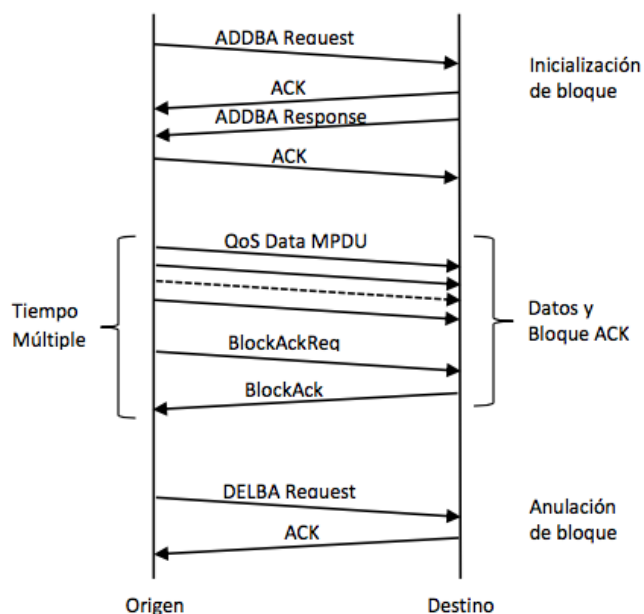 ADDBA Request
Inicialización
de bloque
ACK
ADDBA Response
ACK
QoS Data MPDU
Tiempo
Múltiple
Datos y
Bloque ACK
BlockAckReq
BlockAck
DELBA Request
Anulación
de bloque
ACK
Origen
Destino